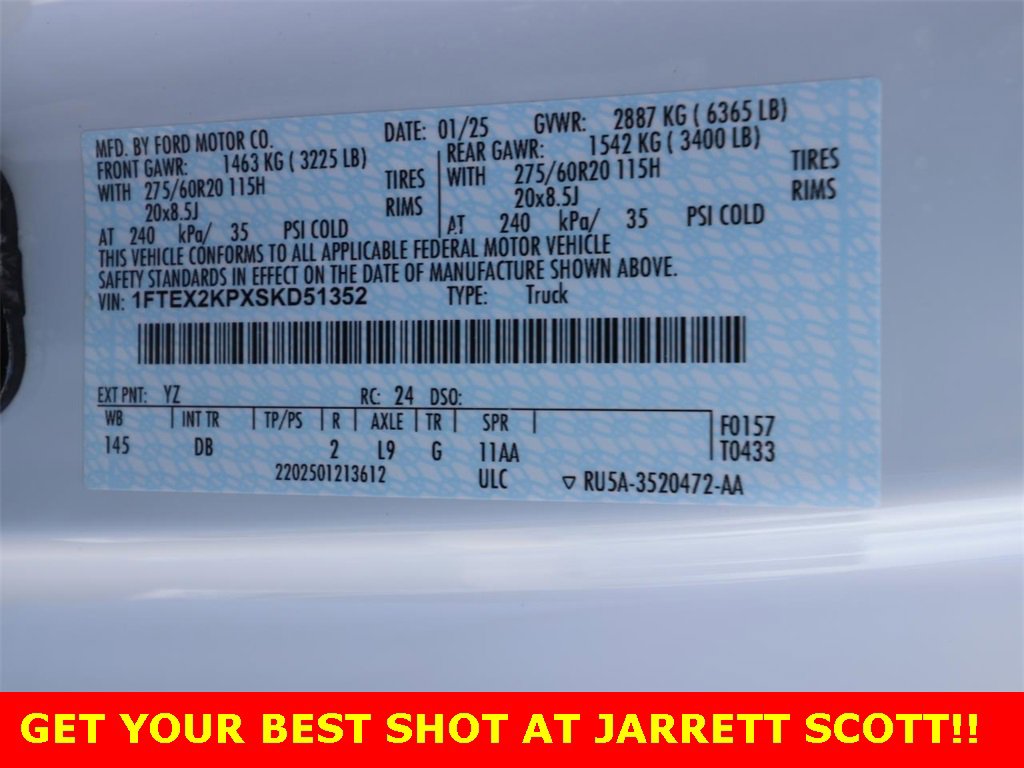 MFD. BY FORD MOTOR CO. DATE: 01/25 GVWR: 2887 KG ( 6365 LB)
FRONT GAWR: 1463 KG ( 3225 LB) REAR GAWR: 1542 KG ( 3400 LB)
WITH 275/60R20 115H TIRES WITH 275/60R20 115H TIRES
20x8.5J RIMS 20x8.5J RIMS
AT 240 kPa/ 35 PSI COLD AT 240 kPa/ 35 PSI COLD
THIS VEHICLE CONFORMS TO ALL APPLICABLE FEDERAL MOTOR VEHICLE
SAFETY STANDARDS IN EFFECT ON THE DATE OF MANUFACTURE SHOWN ABOVE.
VIN: 1FTEX2KPXSKD51352 TYPE: Truck
EXT PNT: YZ RC: 24 DSO:
WB INT TR TP/PS R AXLE TR SPR F0157
145 DB 2 L9 G 11AA T0433
2202501213612 ULC ▽ RU5A-3520472-AA
GET YOUR BEST SHOT AT JARRETT SCOTT!!